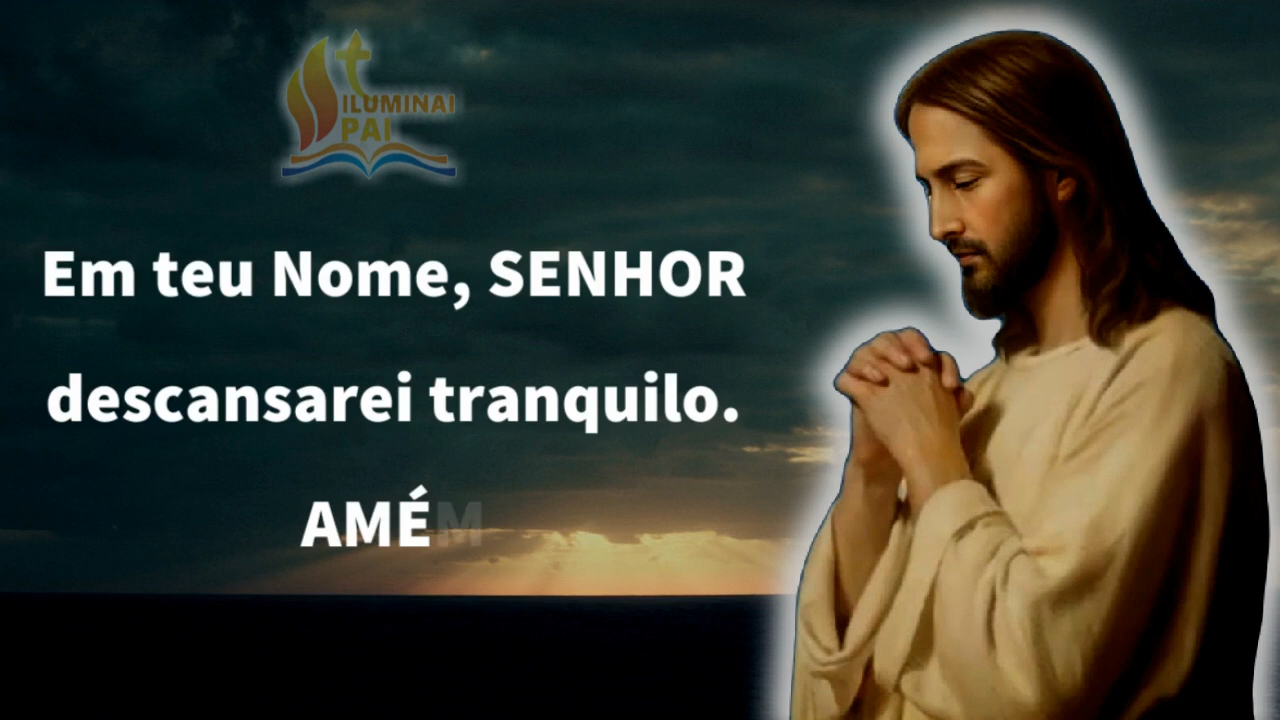 ILUMINAI
PAI
Em teu Nome, SENHOR
descansarei tranquilo.
AMÉM